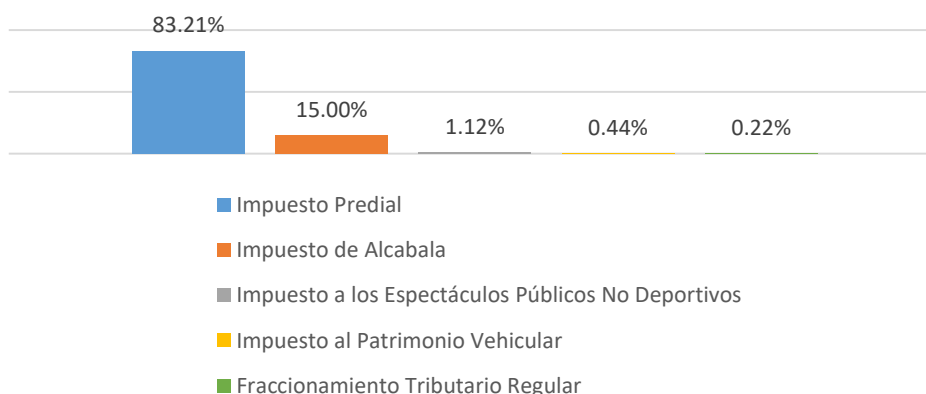 83.21%
15.00%
1.12%
0.44%
0.22%
Impuesto Predial
Impuesto de Alcabala
Impuesto a los Espectáculos Públicos No Deportivos
Impuesto al Patrimonio Vehicular
Fraccionamiento Tributario Regular